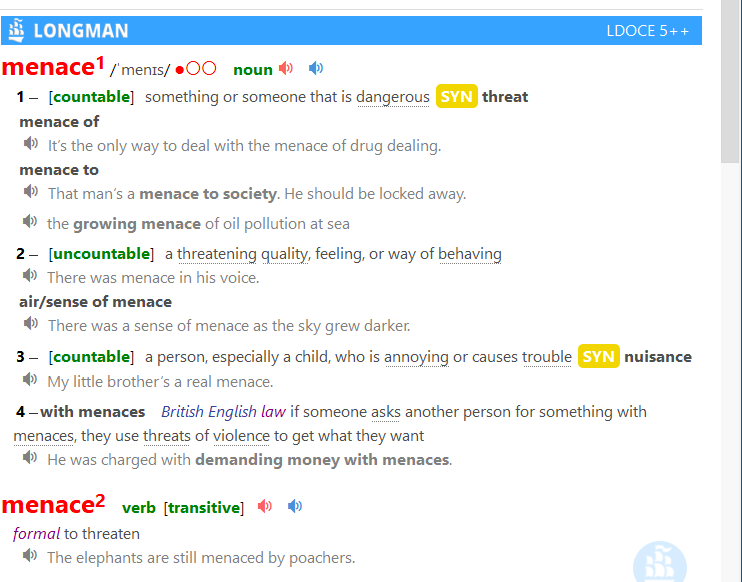 LONGMAN LDOCE 5++
menace1 /ˈmenɪs/ ●○○ noun
1 – [countable] something or someone that is dangerous SYN threat
menace of
It’s the only way to deal with the menace of drug dealing.
menace to
That man’s a menace to society. He should be locked away.
the growing menace of oil pollution at sea
2 – [uncountable] a threatening quality, feeling, or way of behaving
There was menace in his voice.
air/sense of menace
There was a sense of menace as the sky grew darker.
3 – [countable] a person, especially a child, who is annoying or causes trouble SYN nuisance
My little brother’s a real menace.
4 –with menaces British English law if someone asks another person for something with
menaces, they use threats of violence to get what they want
He was charged with demanding money with menaces.
menace2 verb [transitive]
formal to threaten
The elephants are still menaced by poachers.